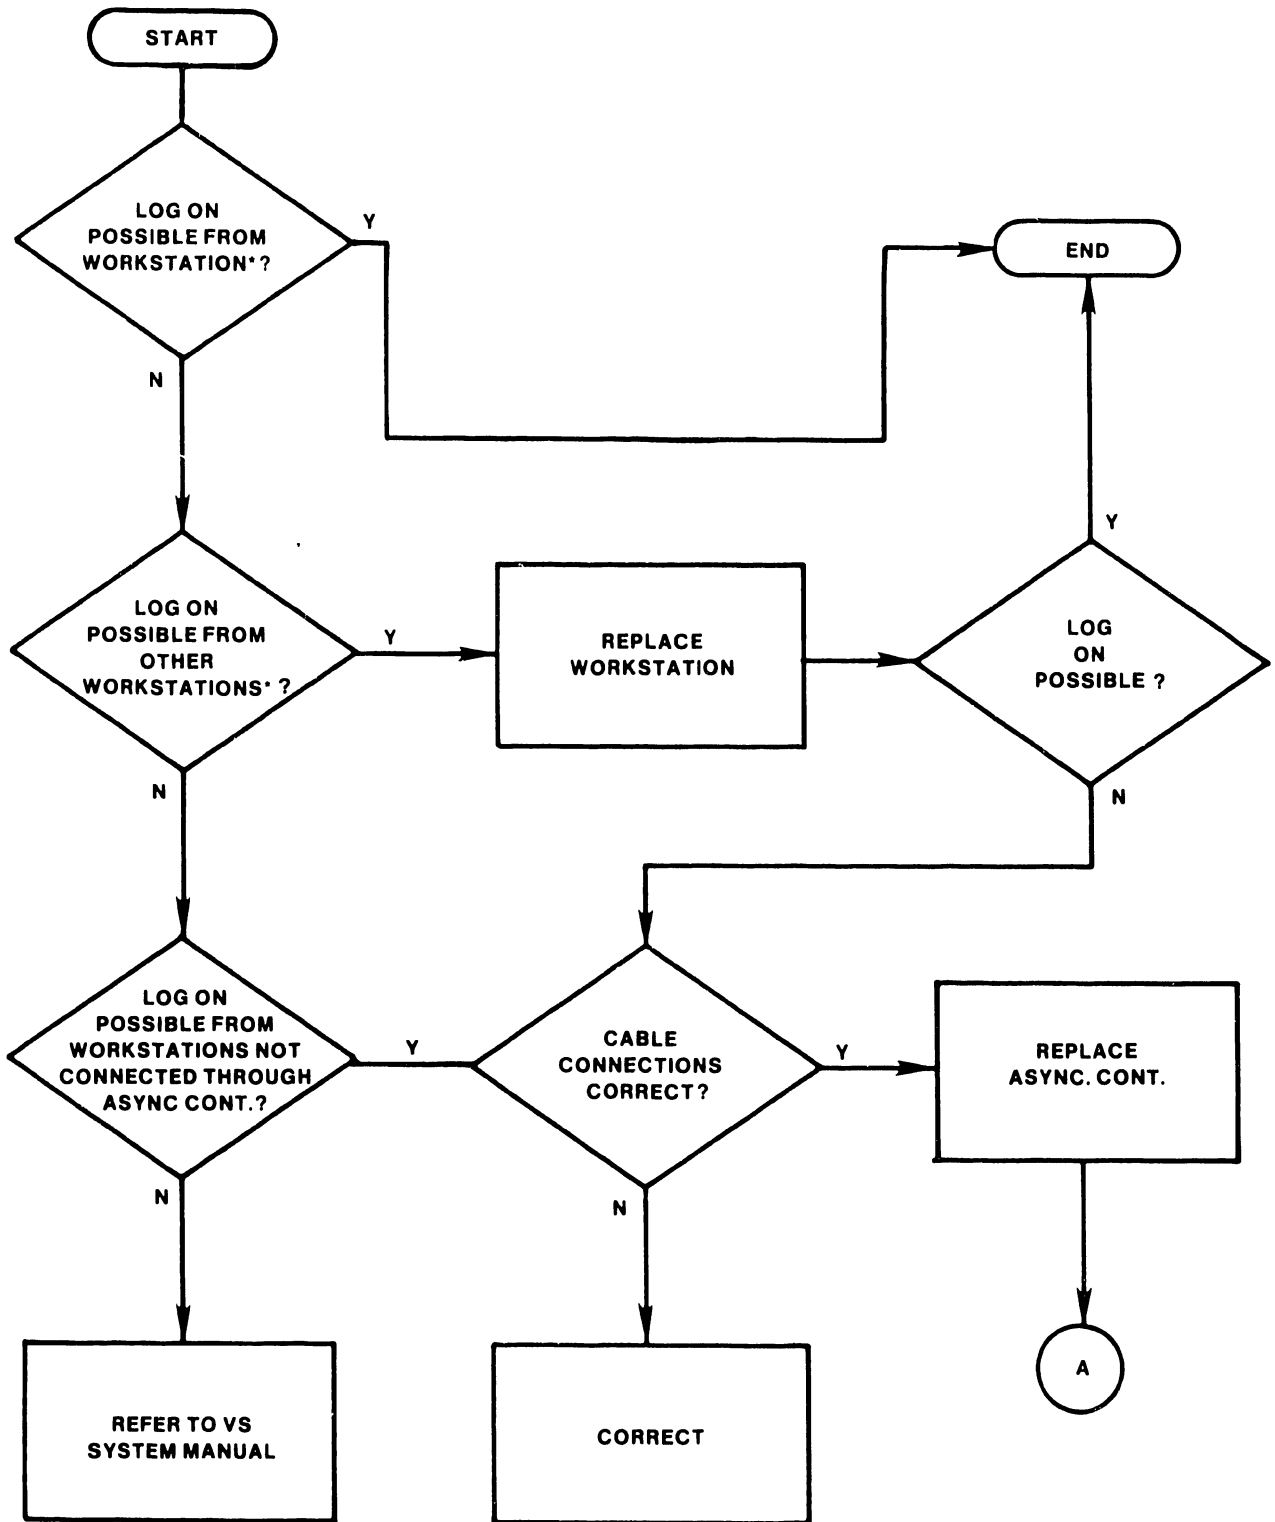 START
LOG ON
POSSIBLE FROM
WORKSTATION*?
Y
END
N
Y
LOG ON
POSSIBLE FROM
OTHER
WORKSTATIONS*?
Y
REPLACE
WORKSTATION
LOG
ON
POSSIBLE?
N
N
LOG ON
POSSIBLE FROM
WORKSTATIONS NOT
CONNECTED THROUGH
ASYNC CONT.?
Y
CABLE
CONNECTIONS
CORRECT?
Y
REPLACE
ASYNC. CONT.
N
N
REFER TO VS
SYSTEM MANUAL
CORRECT
A